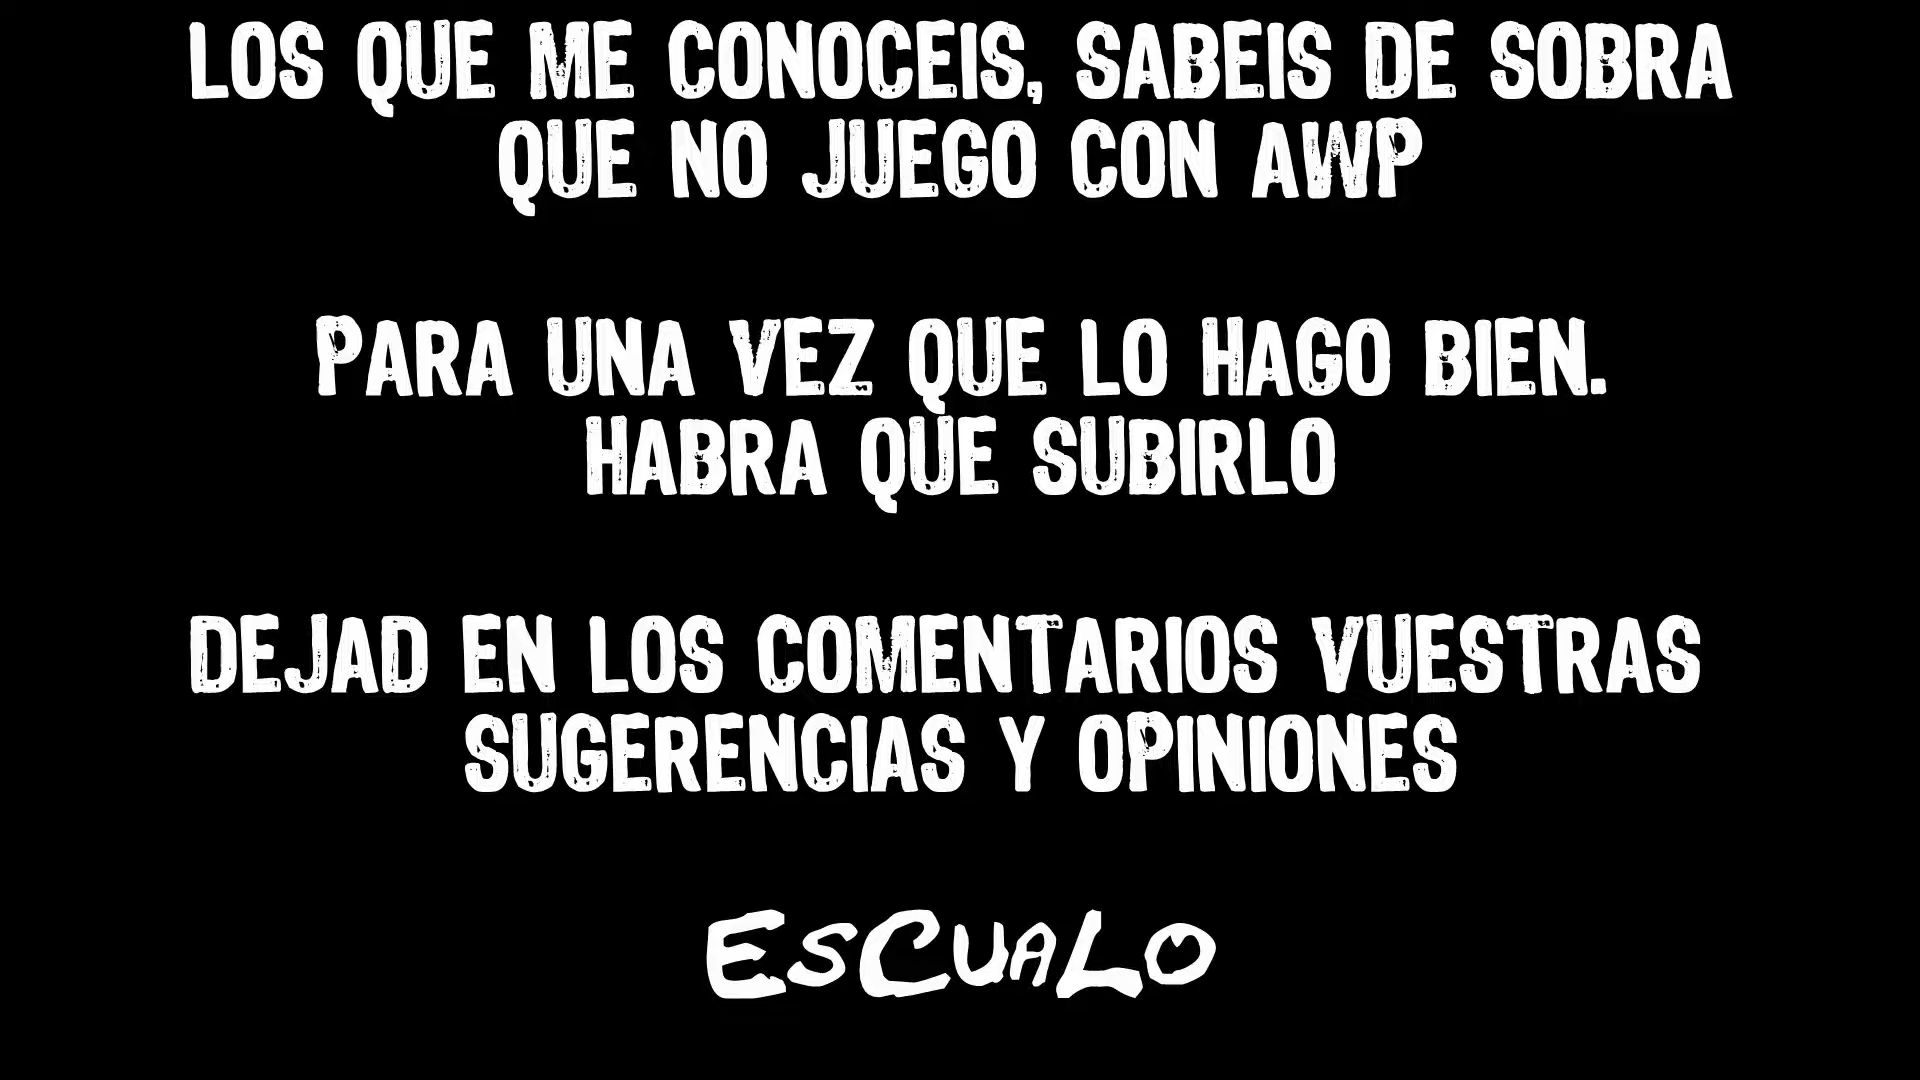 LOS QUE ME CONOCEIS, SABEIS DE SOBRA
QUE NO JUEGO CON AWP
PARA UNA VEZ QUE LO HAGO BIEN.
HABRA QUE SUBIRLO
DEJAD EN LOS COMENTARIOS VUESTRAS
SUGERENCIAS Y OPINIONES
ESCUALO